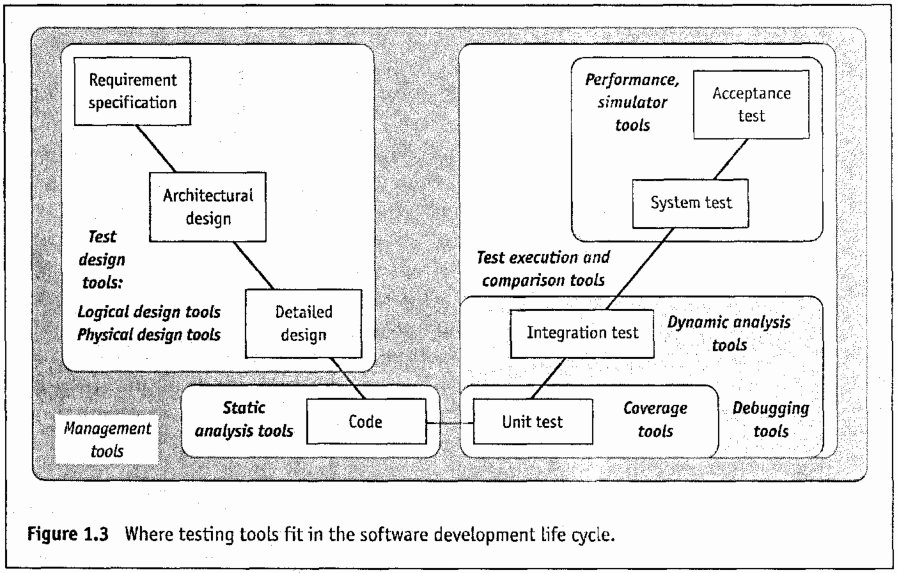 Requirement
specification
Architectural
design
Test
design
tools:
Logical design tools
Physical design tools
Detailed
design
Static
analysis tools
Code
Management
tools
Performance,
simulator
tools
Acceptance
test
System test
Test execution and
comparison tools
Integration test
Dynamic analysis
tools
Unit test
Coverage
tools
Debugging
tools
Figure 1.3 Where testing tools fit in the software development life cycle.